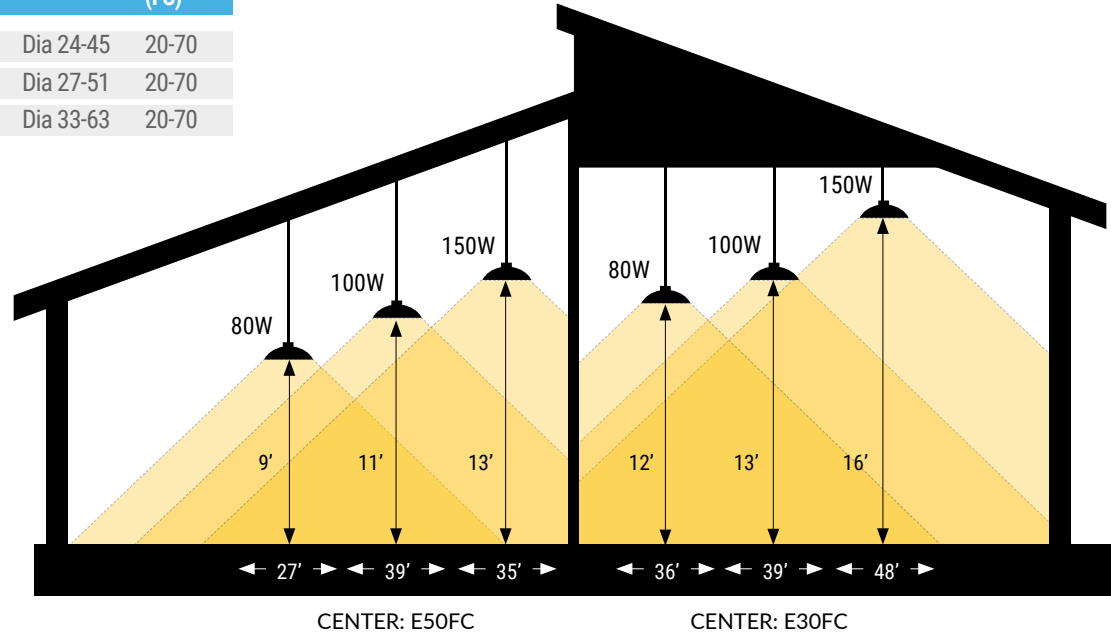 (FC)
Dia 24-45 20-70
Dia 27-51 20-70
Dia 33-63 20-70
150W
150W
100W
80W
100W
80W
9’ 11’ 13’ 12’ 13’ 16’
27’ 39’ 35’ 36’ 39’ 48’
CENTER: E50FC CENTER: E30FC